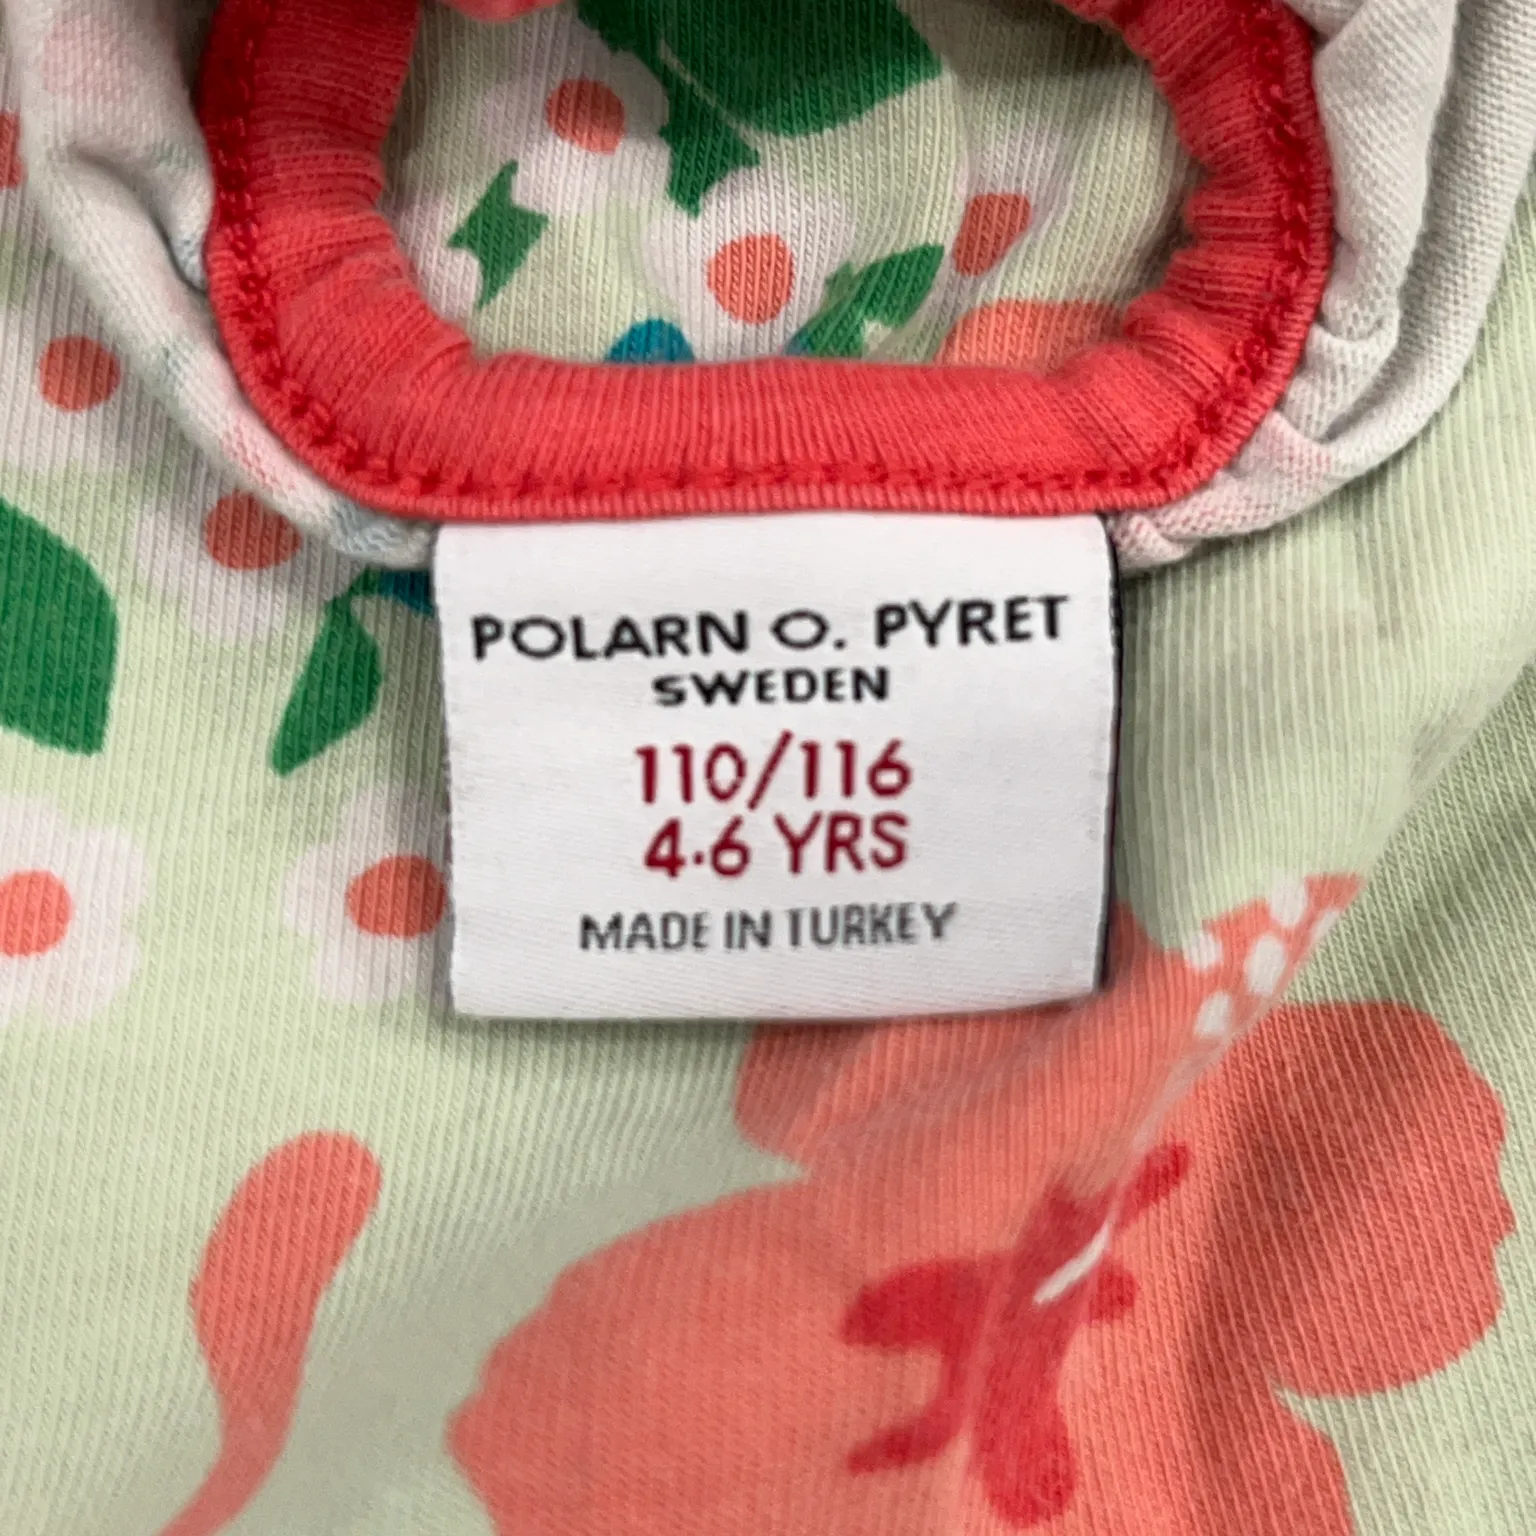 POLARN O. PYRET
SWEDEN
110/116
4-6 YRS
MADE IN TURKEY